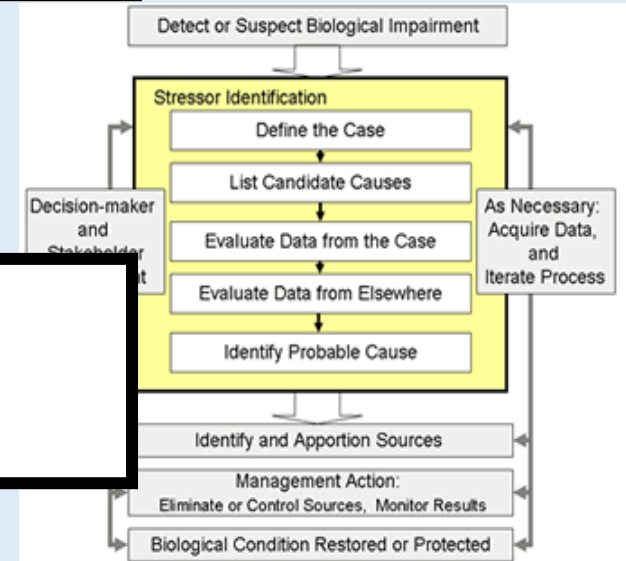 Detect or Suspect Biological Impairment
Stressor Identification
Define the Case
List Candidate Causes
Evaluate Data from the Case
Evaluate Data from Elsewhere
Identify Probable Cause
Decision-maker
and
Stakeholder
As Necessary:
Acquire Data,
and
Iterate Process
Identify and Apportion Sources
Management Action:
Eliminate or Control Sources, Monitor Results
Biological Condition Restored or Protected